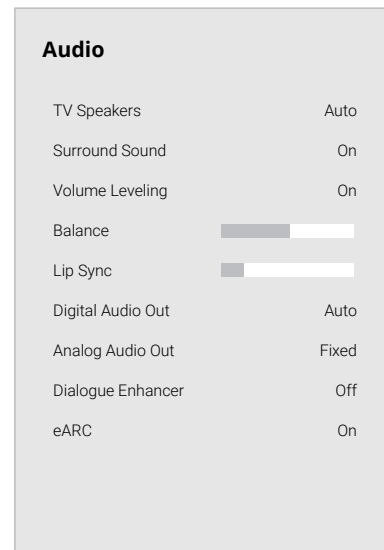 Audio
TV Speakers Auto
Surround Sound On
Volume Leveling On
Balance
Lip Sync
Digital Audio Out Auto
Analog Audio Out Fixed
Dialogue Enhancer Off
eARC On